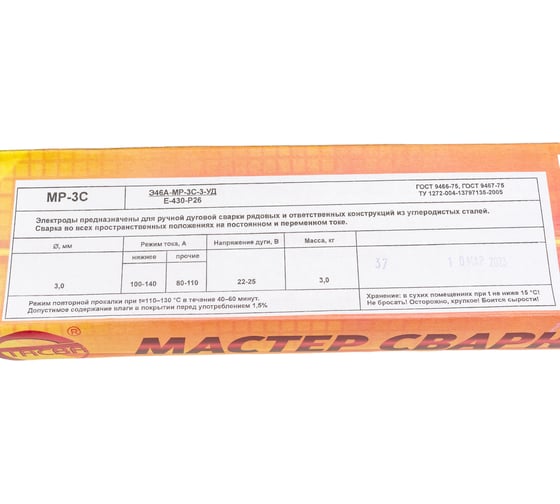 МР-3С
Э46А-МР-3С-3-УД
Е-430-Р26
ГОСТ 9466-75, ГОСТ 9467-75
ТУ 1272-004-13797138-2005
Электроды предназначены для ручной дуговой сварки рядовых и ответственных конструкций из углеродистых сталей.
Сварка во всех пространственных положениях на постоянном и переменном токе.
Ø, мм
Режим тока, А
Напряжения дуги, В
Масса, кг
нижнее
прочие
3,0
100-140
80-110
22-25
3,0
37
2023
Режим повторной прокалки при t=110-130 °С в течение 40-60 минут.
Допустимое содержание влаги в покрытии перед употреблением 1,5%
Хранение: в сухих помещениях при t не ниже 15 °С!
Не бросать! Осторожно, хрупкое! Боится сырости!
ТАСВА ®
МАСТЕР СВАРН